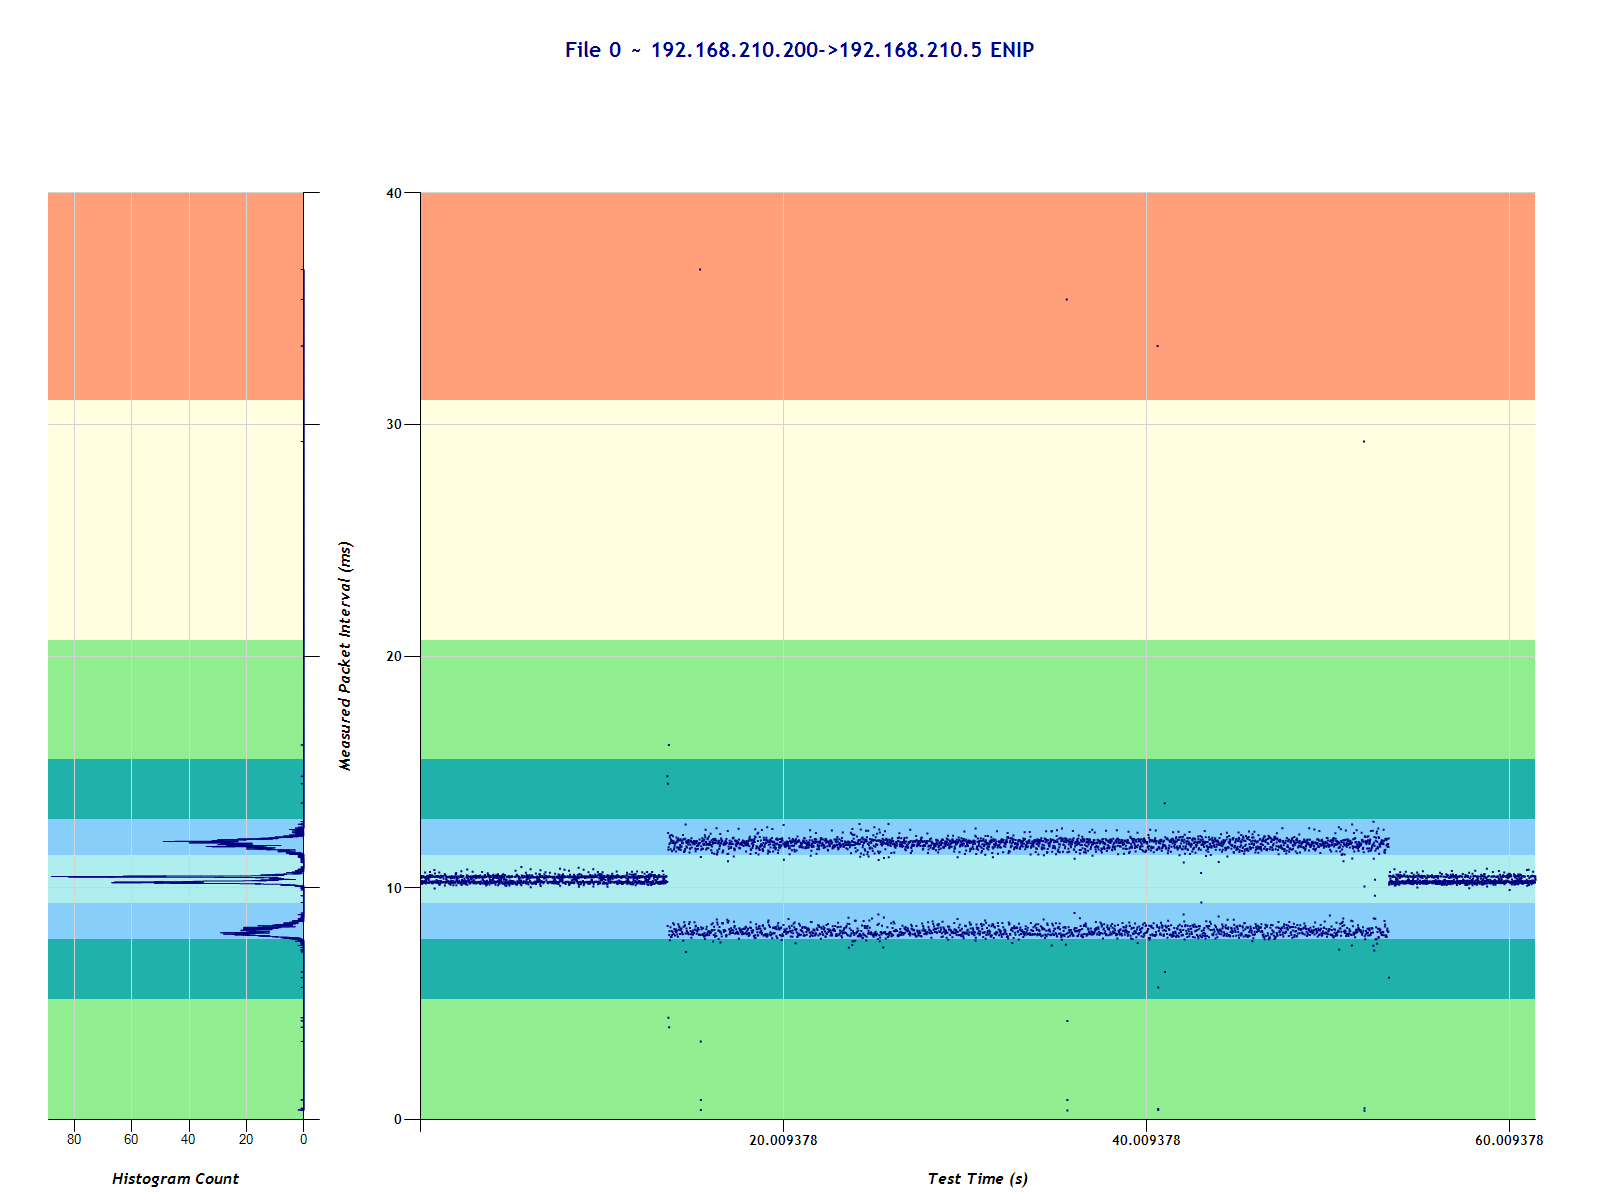 File 0 ~ 192.168.210.200->192.168.210.5 ENIP
40
30
20
10
0
Measured Packet Interval (ms)
80 60 40 20 0
20.009378 40.009378 60.009378
Histogram Count
Test Time (s)